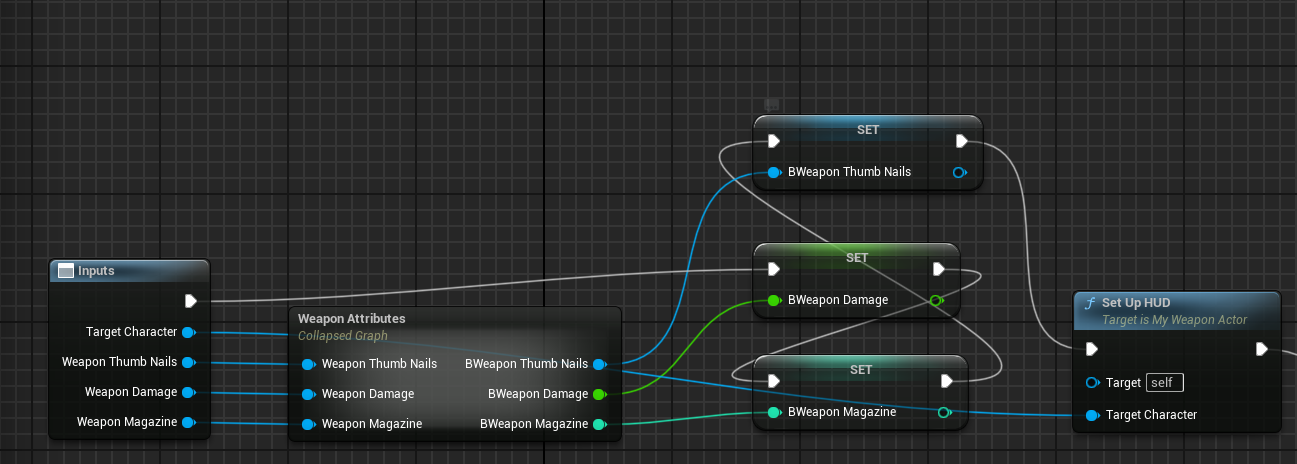 SET
BWeapon Thumb Nails
SET
BWeapon Damage
Inputs
Target Character
Weapon Thumb Nails
Weapon Damage
Weapon Magazine
Weapon Attributes
Collapsed Graph
Weapon Thumb Nails BWeapon Thumb Nails
Weapon Damage BWeapon Damage
Weapon Magazine BWeapon Magazine
SET
BWeapon Magazine
f Set Up HUD
Target is My Weapon Actor
Target self
Target Character